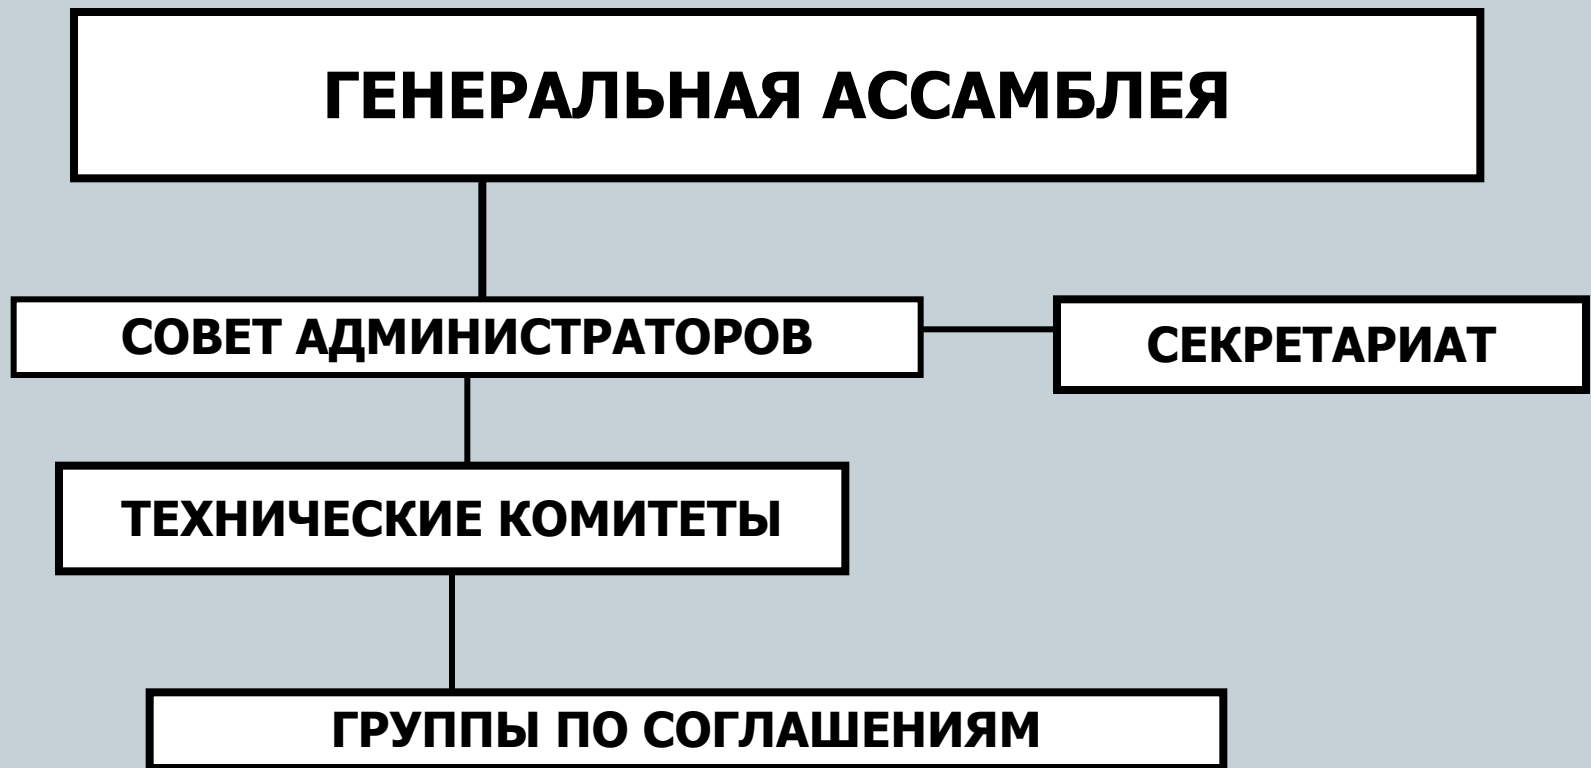 ГЕНЕРАЛЬНАЯ АССАМБЛЕЯ
СОВЕТ АДМИНИСТРАТОРОВ
СЕКРЕТАРИАТ
ТЕХНИЧЕСКИЕ КОМИТЕТЫ
ГРУППЫ ПО СОГЛАШЕНИЯМ